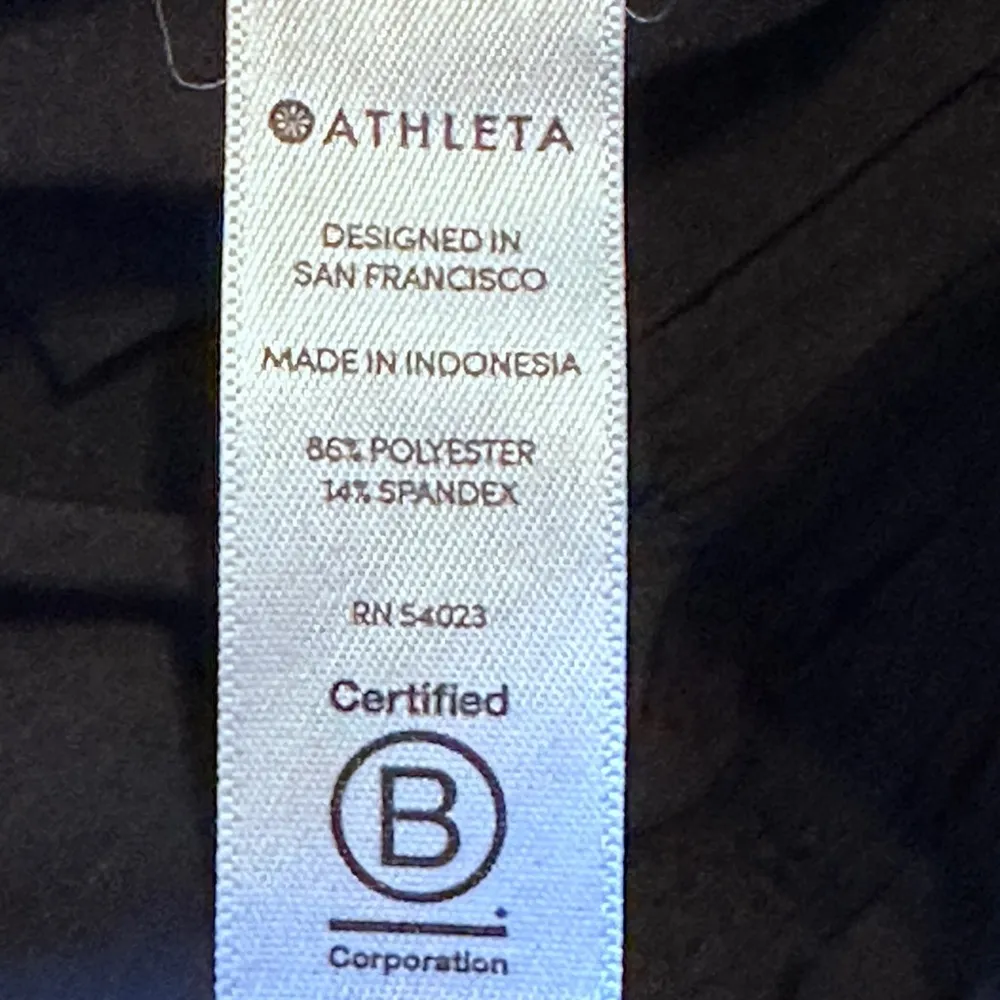 ATHLETA
DESIGNED IN
SAN FRANCISCO
MADE IN INDONESIA
86% POLYESTER
14% SPANDEX
RN 54023
Certified
B
Corporation